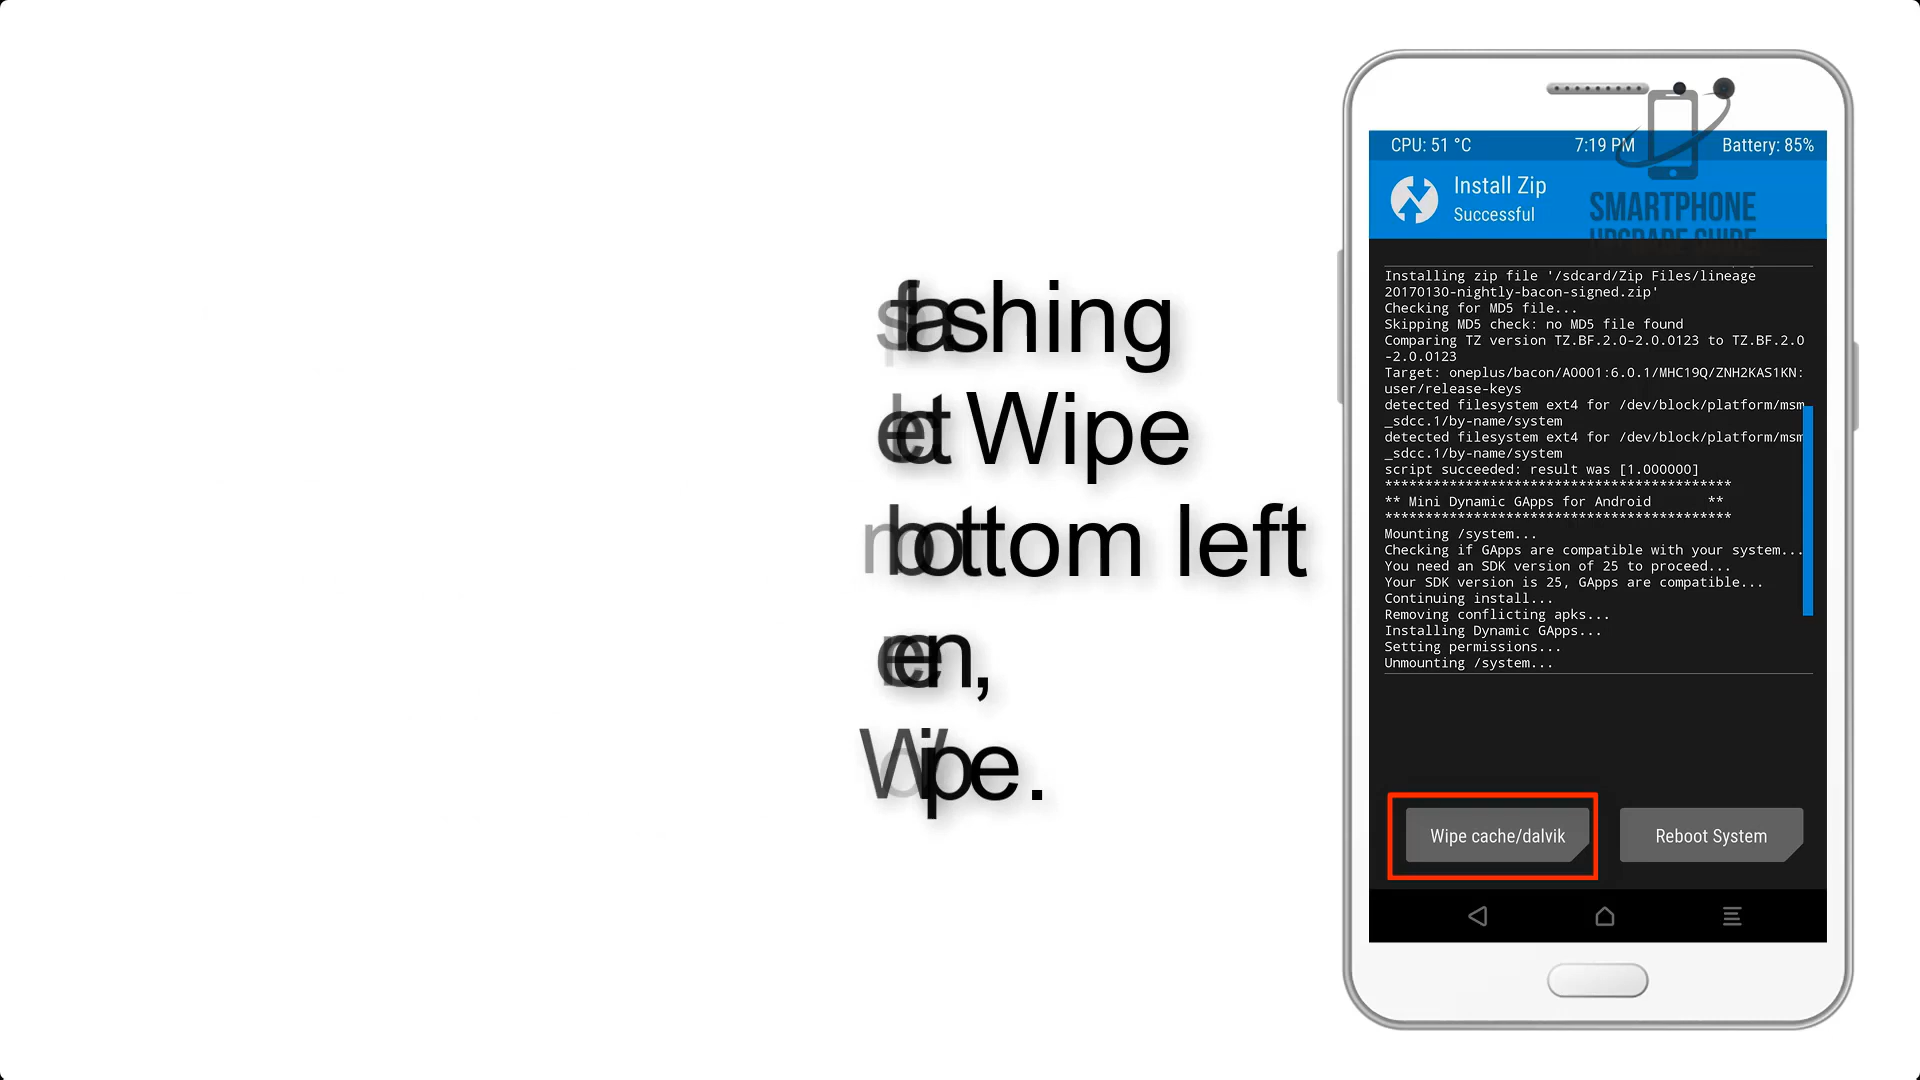 shing
Wipe
bottom left
en,
Wipe.
CPU: 51 °C 7:19 PM Battery: 85%
Install Zip
Successful
SMARTPHONE
UPGRADE GUIDE
Installing zip file '/sdcard/Zip Files/lineage
20170130-nightly-bacon-signed.zip'
Checking for MD5 file...
Skipping MD5 check: no MD5 file found
Comparing TZ version TZ.BF.2.0-2.0.0123 to TZ.BF.2.0
-2.0.0123
Target: oneplus/bacon/A0001:6.0.1/MHC19Q/ZNH2KAS1KN:
user/release-keys
detected filesystem ext4 for /dev/block/platform/msm
_sdcc.1/by-name/system
detected filesystem ext4 for /dev/block/platform/msm
_sdcc.1/by-name/system
script succeeded: result was [1.000000]
*******************************************
** Mini Dynamic GApps for Android **
*******************************************
Mounting /system...
Checking if GApps are compatible with your system...
You need an SDK version of 25 to proceed...
Your SDK version is 25, GApps are compatible...
Continuing install...
Removing conflicting apks...
Installing Dynamic GApps...
Setting permissions...
Unmounting /system...
Wipe cache/dalvik Reboot System